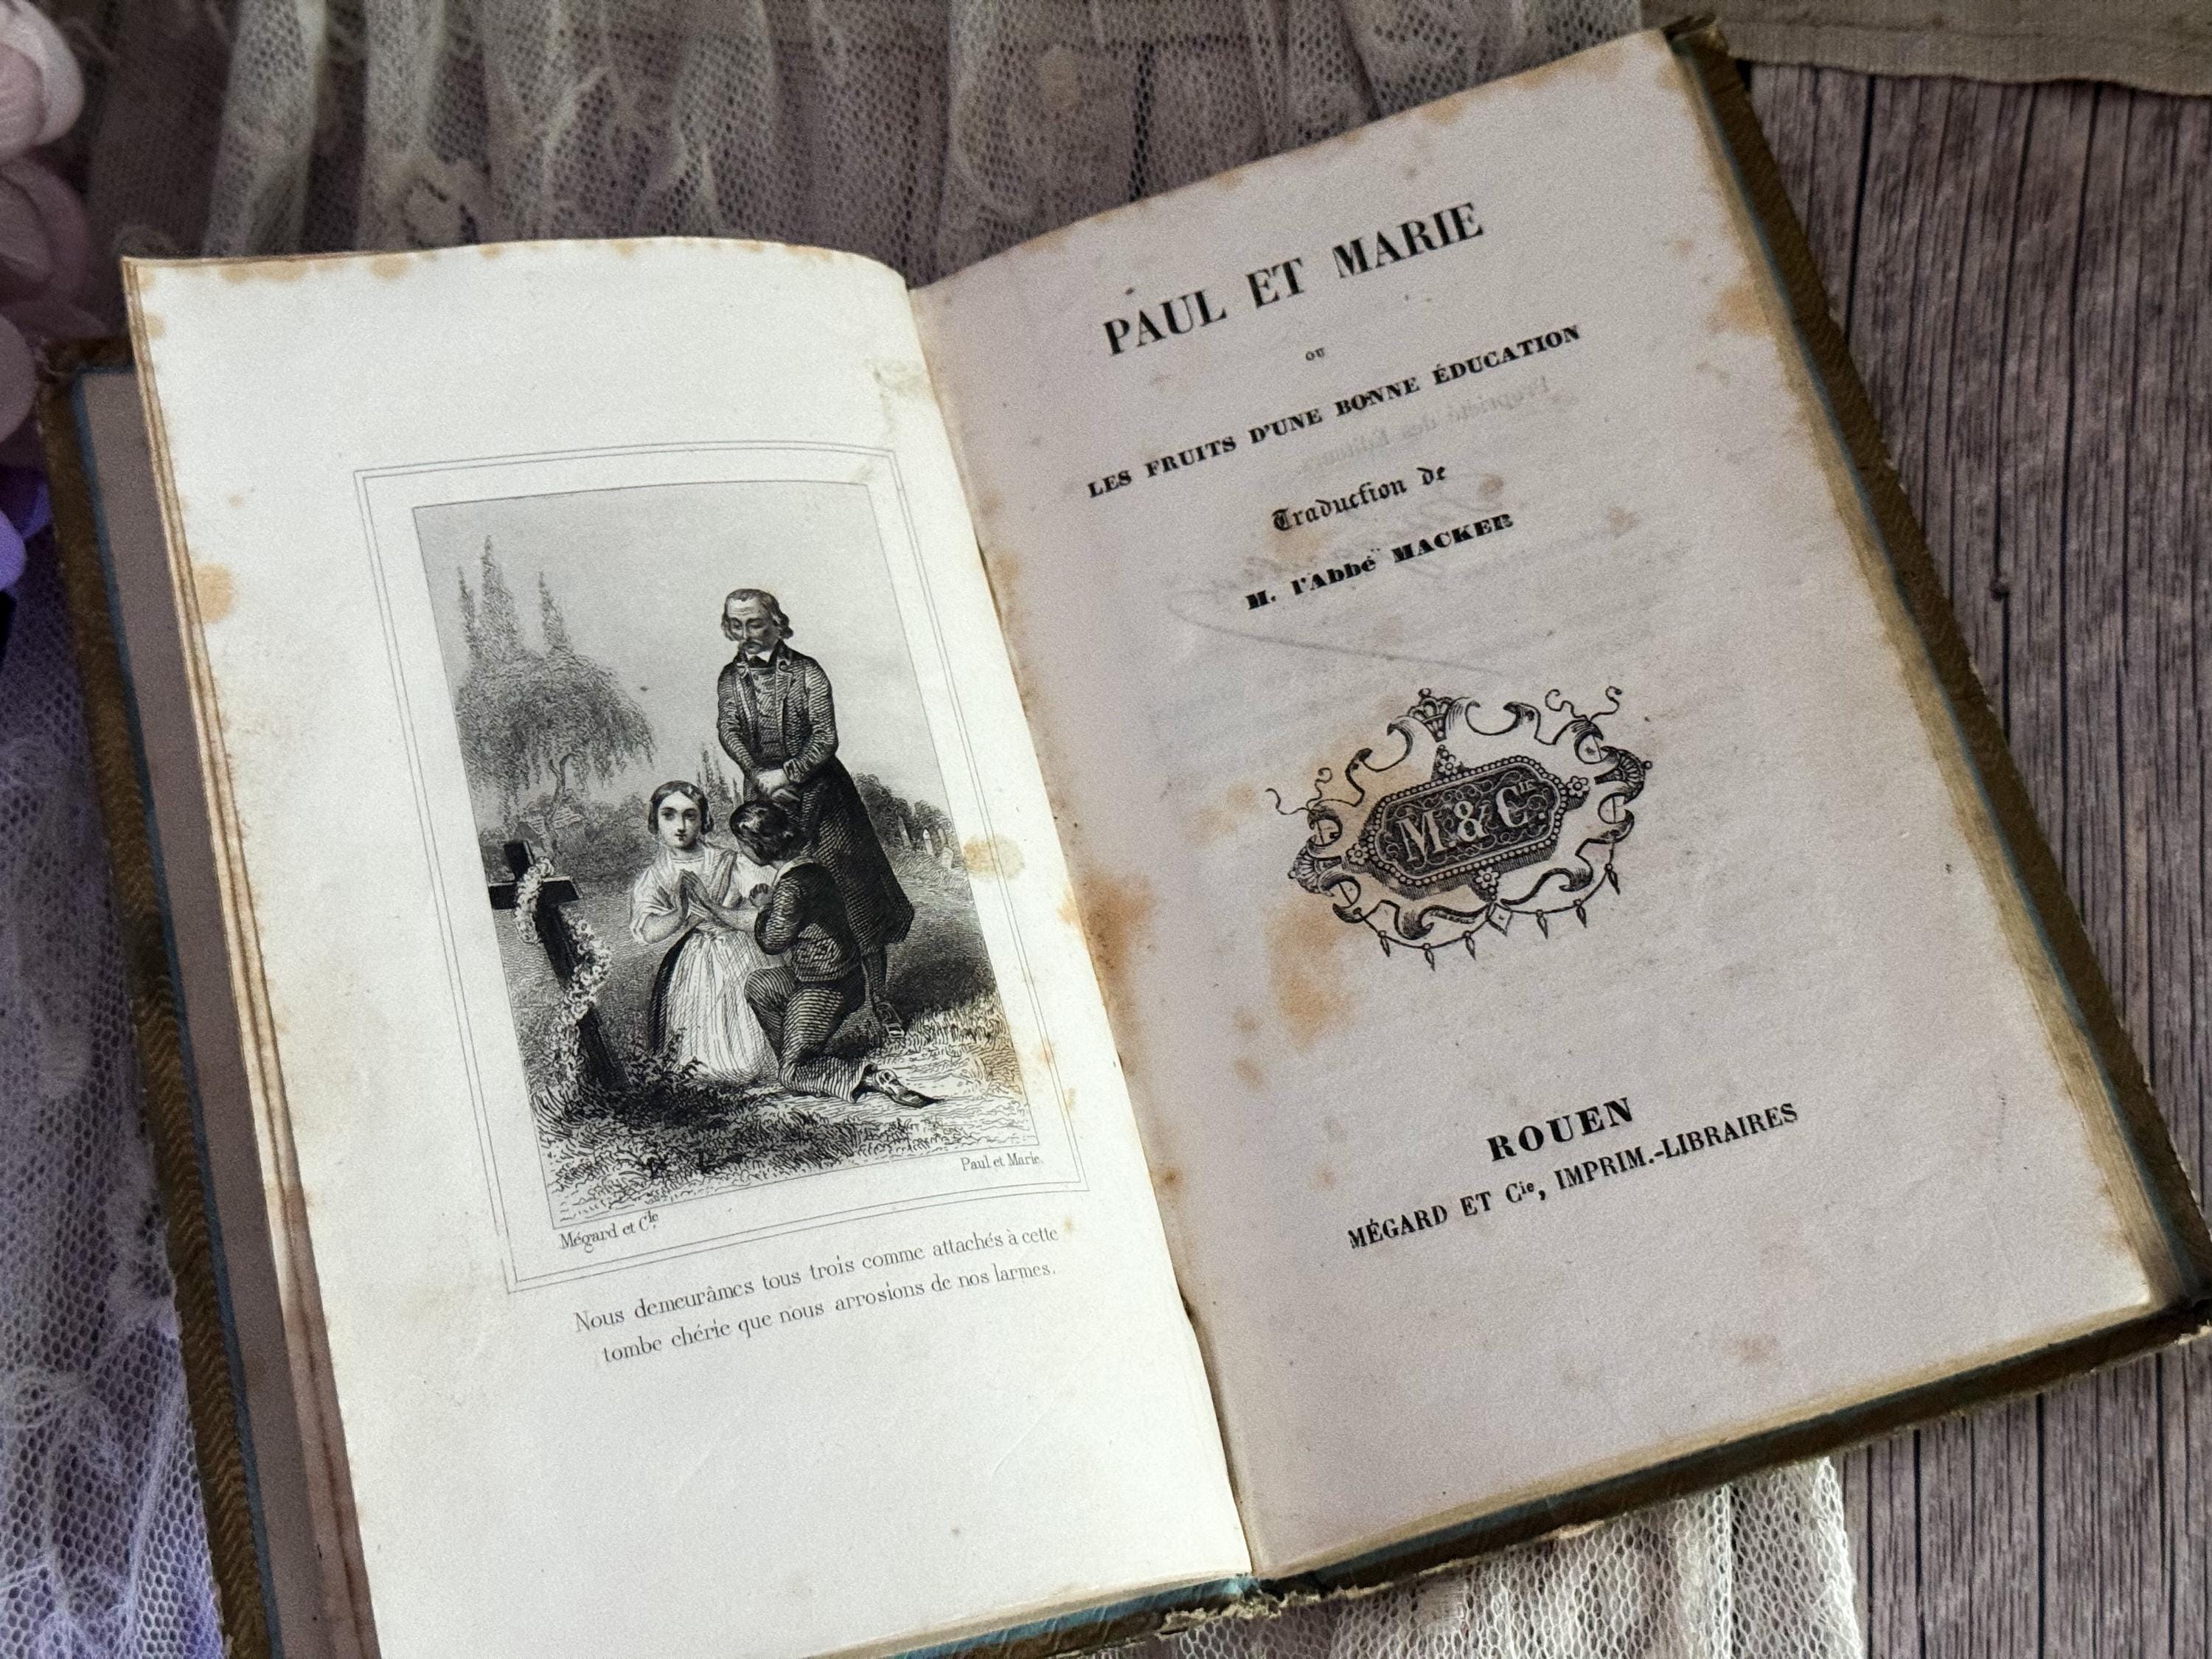 Paul et Marie.
Mégard et Cie.
Nous demeurâmes tous trois comme attachés à cette
tombe chérie que nous arrosions de nos larmes.
PAUL ET MARIE
OU
LES FRUITS D'UNE BONNE ÉDUCATION
Traduction de
M. l'Abbé MACKER
M. & Cie.
ROUEN
MÉGARD ET Cie, IMPRIM.-LIBRAIRES